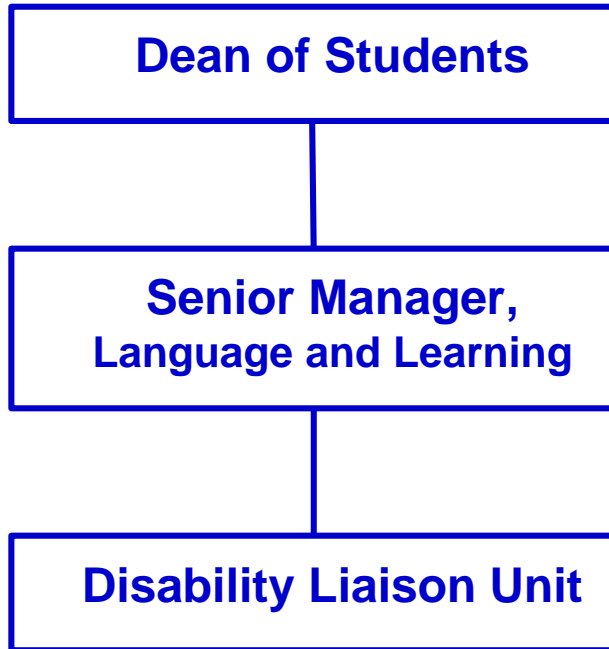 Dean of Students
Senior Manager,
Language and Learning
Disability Liaison Unit